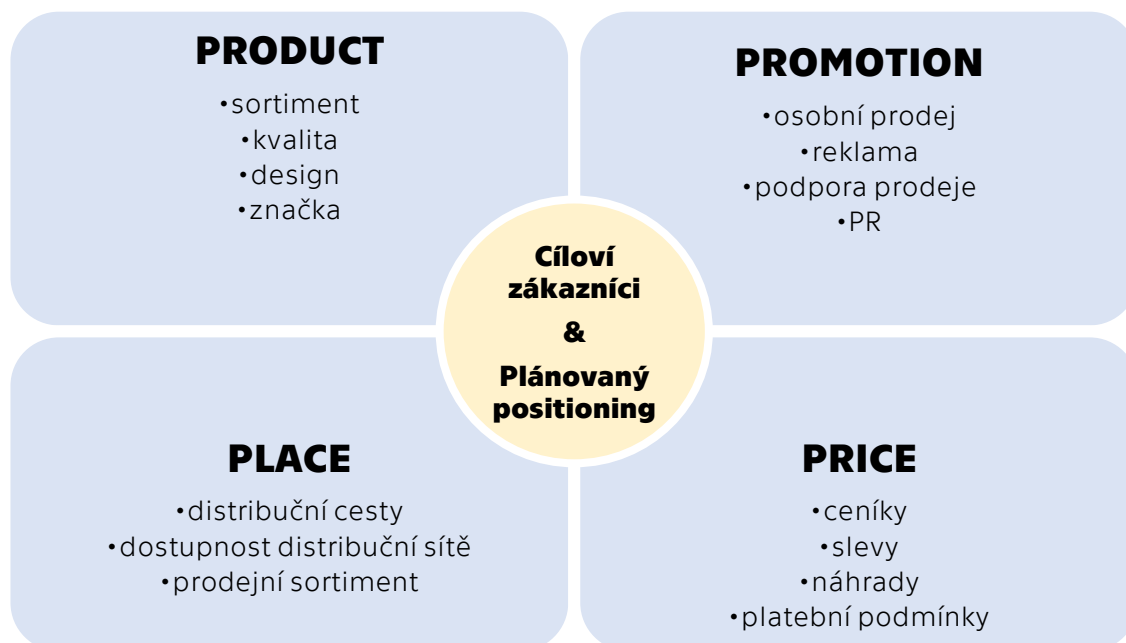 PRODUCT
•sortiment
•kvalita
•design
•značka
PROMOTION
•osobní prodej
•reklama
•podpora prodeje
•PR
Cíloví
zákazníci
&
Plánovaný
positioning
PLACE
•distribuční cesty
•dostupnost distribuční sítě
•prodejní sortiment
PRICE
•ceníky
•slevy
•náhrady
•platební podmínky